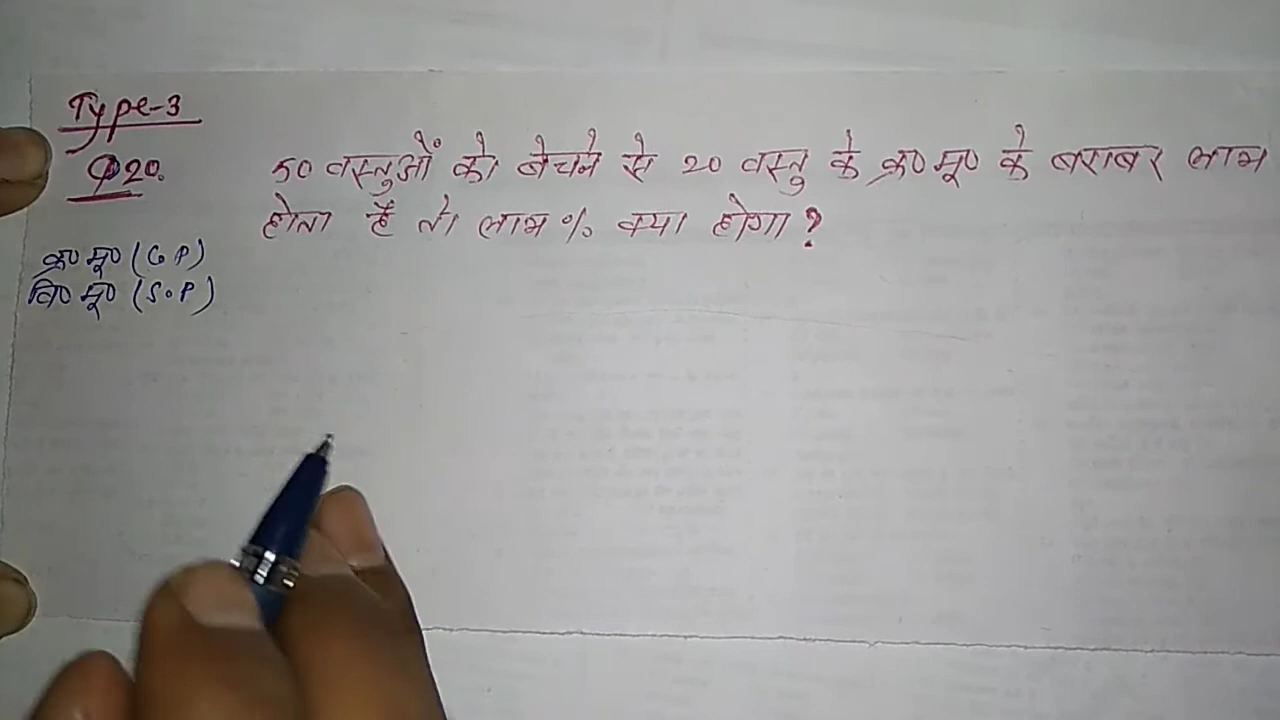 Type-3
Q20. 50 वस्तुओं को बेचने से 20 वस्तु के क्र० मू० के बराबर लाभ
होता है तो लाभ % क्या होगा ?
क्र० मू० (C P)
वि० मू० (S.P)